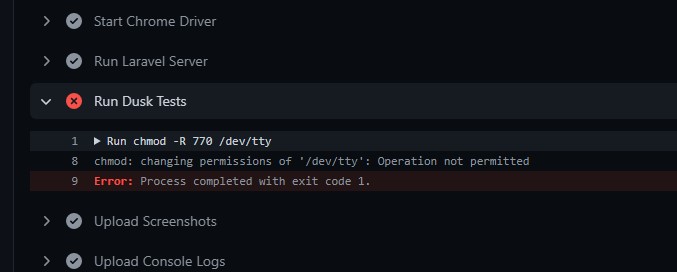 Start Chrome Driver
Run Laravel Server
Run Dusk Tests
1 Run chmod -R 770 /dev/tty
8 chmod: changing permissions of '/dev/tty': Operation not permitted
9 Error: Process completed with exit code 1.
Upload Screenshots
Upload Console Logs